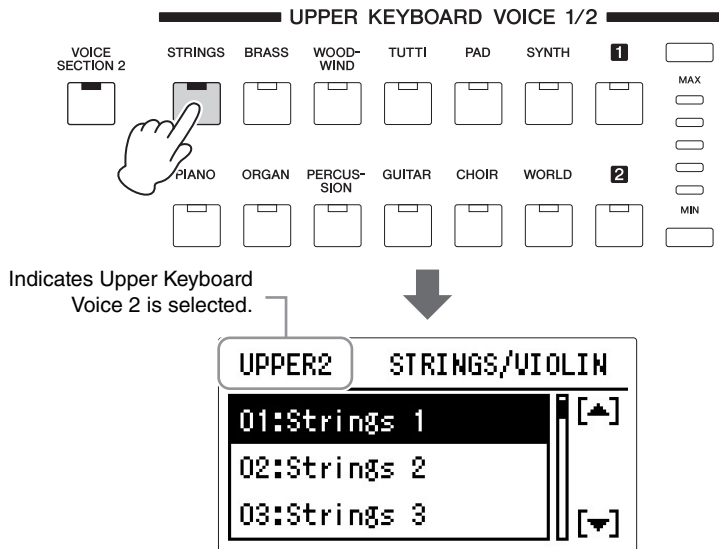 UPPER KEYBOARD VOICE 1/2
VOICE
SECTION 2
STRINGS
BRASS
WOOD-
WIND
TUTTI
PAD
SYNTH
1
MAX
PIANO
ORGAN
PERCUS-
SION
GUITAR
CHOIR
WORLD
2
MIN
Indicates Upper Keyboard
Voice 2 is selected.
UPPER2 STRINGS/VIOLIN
01:Strings 1 [▲]
02:Strings 2
03:Strings 3 [▼]